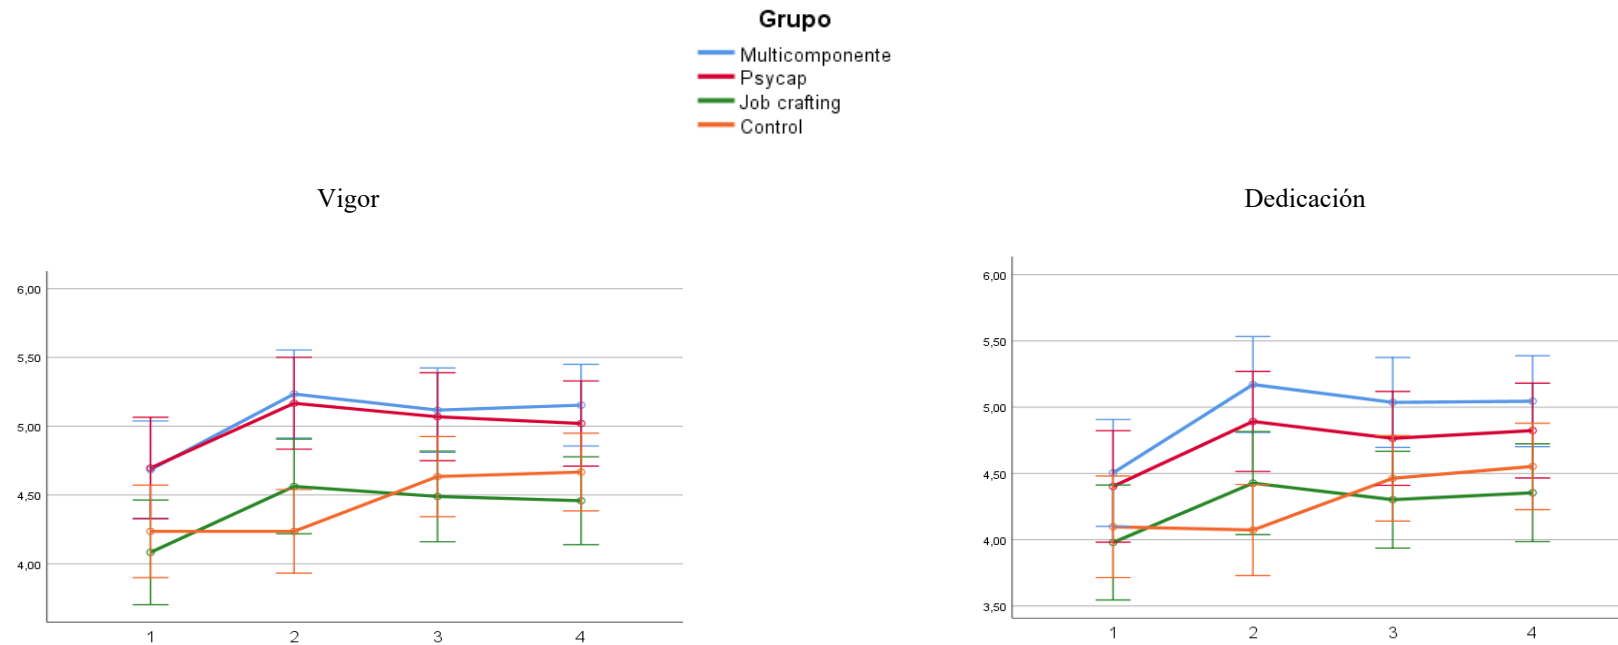 Grupo
Multicomponente
Psycap
Job crafting
Control
Vigor
Dedicación
6,00
5,50
5,00
4,50
4,00
1 2 3 4
6,00
5,50
5,00
4,50
4,00
3,50
1 2 3 4